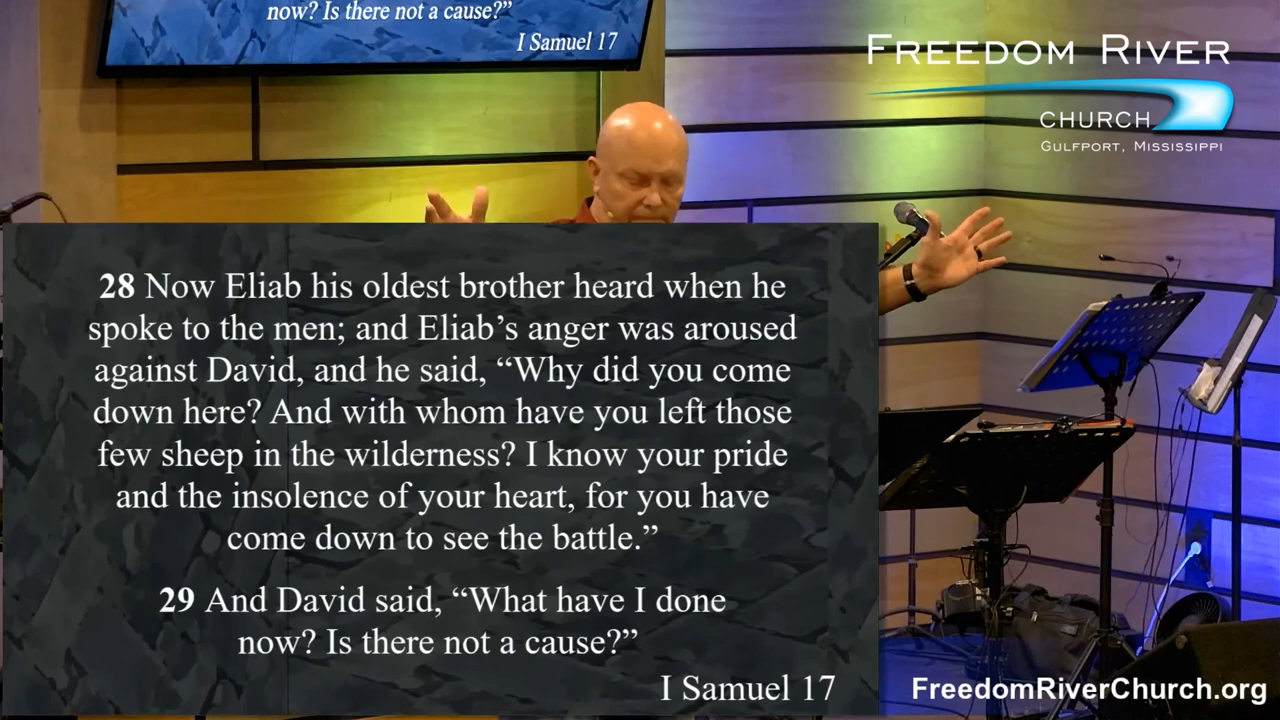 now? Is there not a cause?”
I Samuel 17
FREEDOM RIVER
CHURCH
GULFPORT, MISSISSIPPI
28 Now Eliab his oldest brother heard when he
spoke to the men; and Eliab’s anger was aroused
against David, and he said, “Why did you come
down here? And with whom have you left those
few sheep in the wilderness? I know your pride
and the insolence of your heart, for you have
come down to see the battle.”
29 And David said, “What have I done
now? Is there not a cause?”
I Samuel 17
FreedomRiverChurch.org